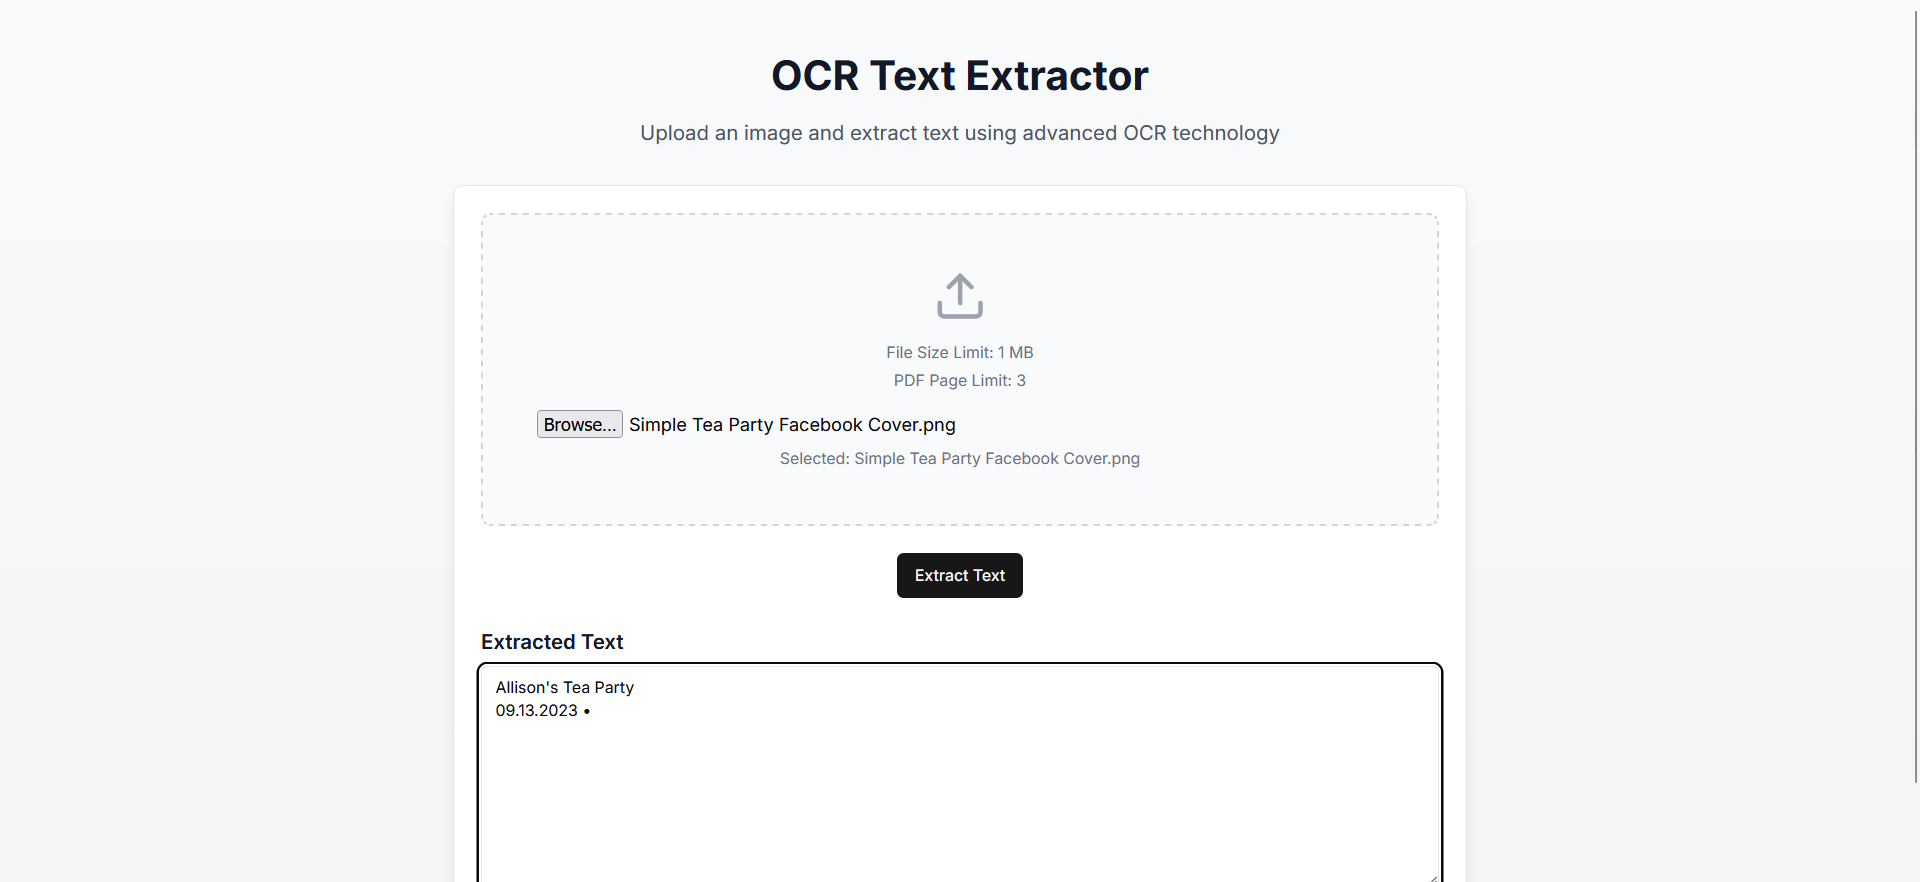 OCR Text Extractor
Upload an image and extract text using advanced OCR technology
File Size Limit: 1 MB
PDF Page Limit: 3
Browse... Simple Tea Party Facebook Cover.png
Selected: Simple Tea Party Facebook Cover.png
Extract Text
Extracted Text
Allison's Tea Party
09.13.2023 •